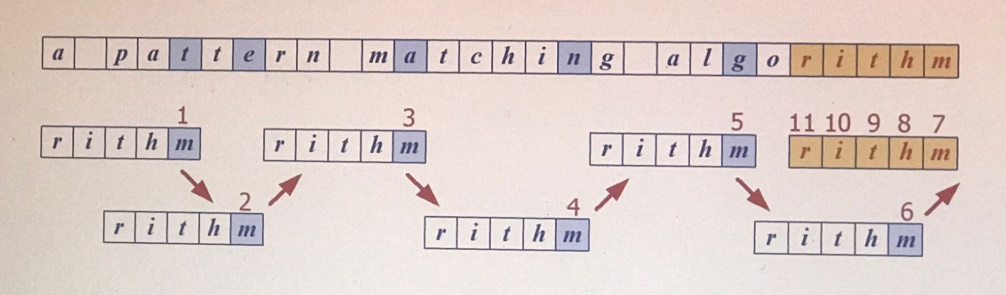 a pattern matching algorithm
1 3 5 11 10 9 8 7
rithm rithm rithm rithm
2 4 6
rithm rithm rithm